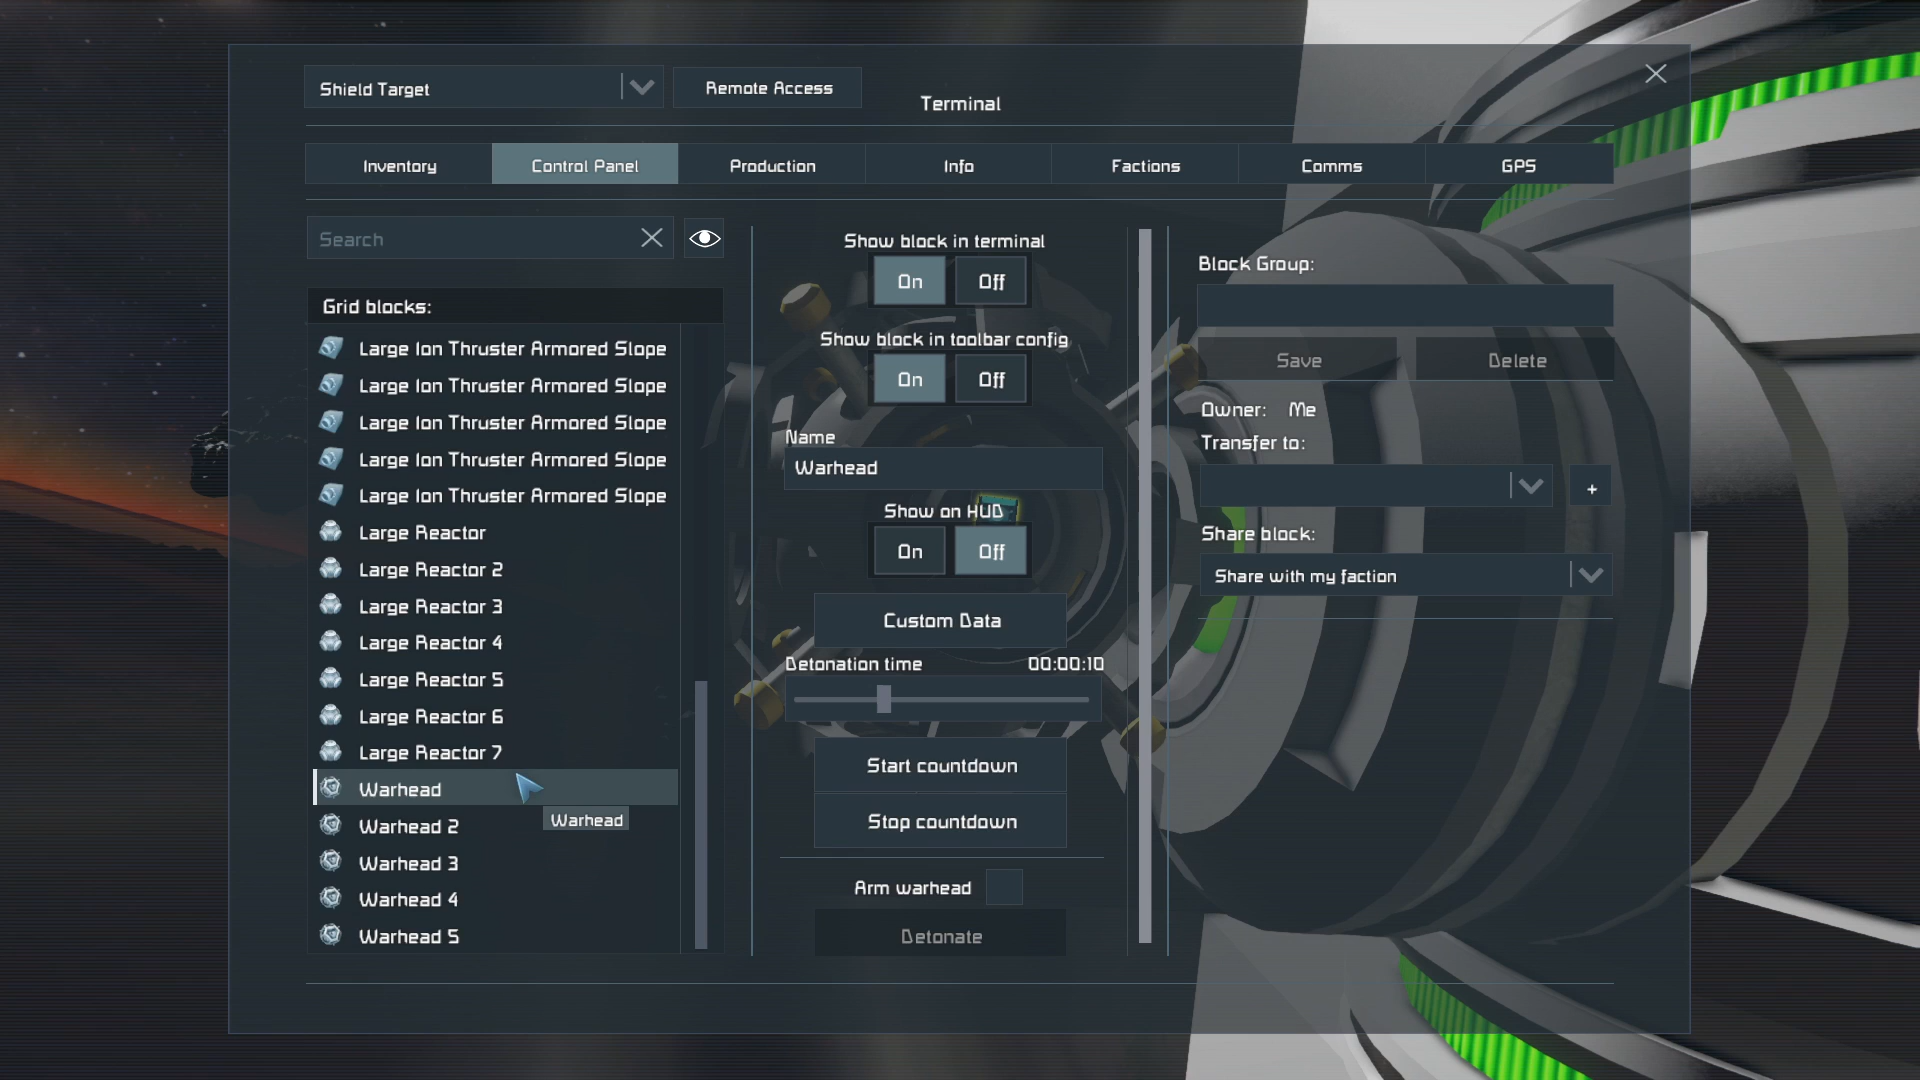 Shield Target
Remote Access
Terminal
Inventory
Control Panel
Production
Info
Factions
Comms
GPS
Search
Grid blocks:
Large Ion Thruster Armored Slope
Large Ion Thruster Armored Slope
Large Ion Thruster Armored Slope
Large Ion Thruster Armored Slope
Large Ion Thruster Armored Slope
Large Reactor
Large Reactor 2
Large Reactor 3
Large Reactor 4
Large Reactor 5
Large Reactor 6
Large Reactor 7
Warhead
Warhead
Warhead 2
Warhead 3
Warhead 4
Warhead 5
Show block in terminal
On Off
Show block in toolbar config
On Off
Name
Warhead
Show on HUD
On Off
Custom Data
Detonation time 00:00:10
Start countdown
Stop countdown
Arm warhead
Detonate
Block Group:
Save Delete
Owner: Me
Transfer to:
+
Share block:
Share with my faction